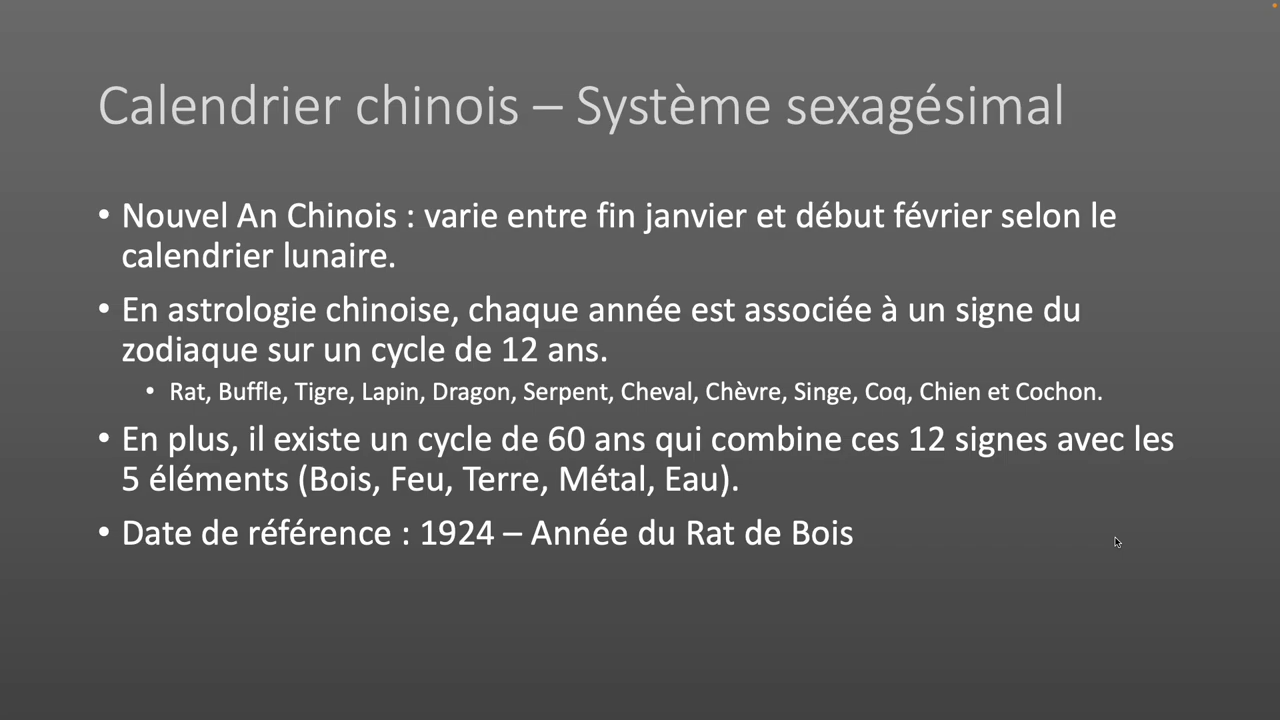 Calendrier chinois – Système sexagésimal
• Nouvel An Chinois : varie entre fin janvier et début février selon le
calendrier lunaire.
• En astrologie chinoise, chaque année est associée à un signe du
zodiaque sur un cycle de 12 ans.
• Rat, Buffle, Tigre, Lapin, Dragon, Serpent, Cheval, Chèvre, Singe, Coq, Chien et Cochon.
• En plus, il existe un cycle de 60 ans qui combine ces 12 signes avec les
5 éléments (Bois, Feu, Terre, Métal, Eau).
• Date de référence : 1924 – Année du Rat de Bois